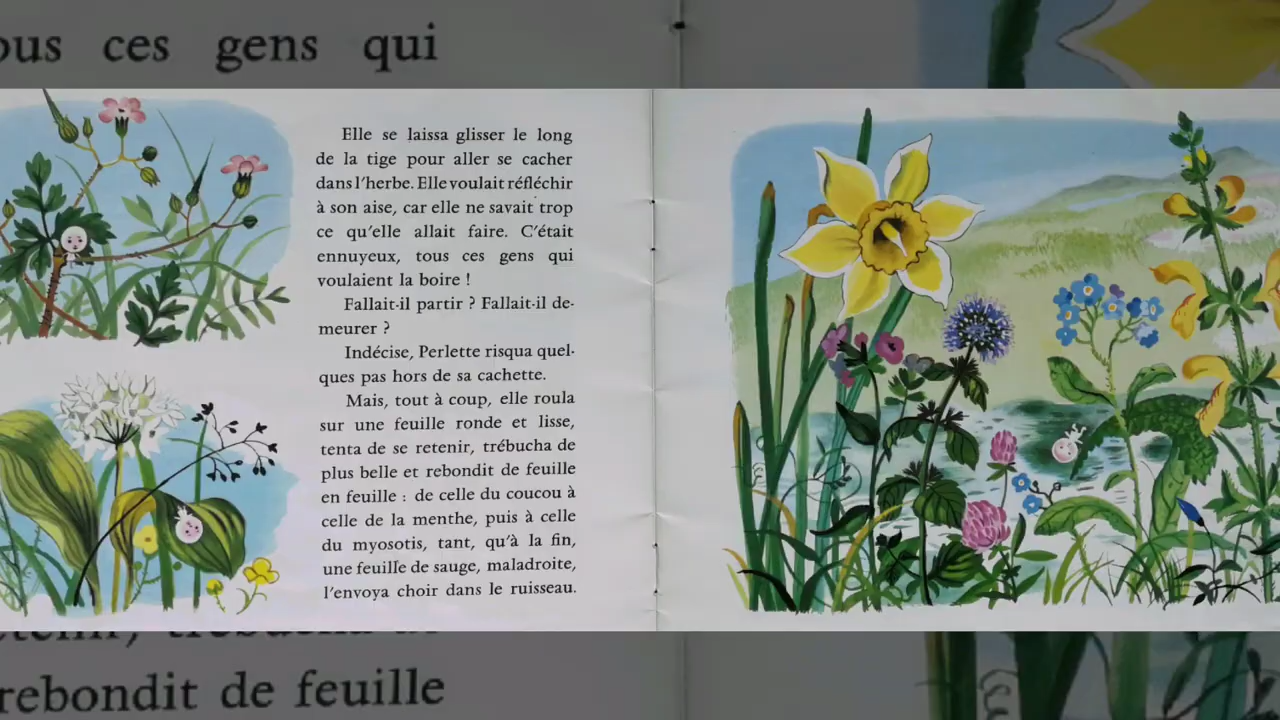 ous ces gens qui
Elle se laissa glisser le long
de la tige pour aller se cacher
dans l'herbe. Elle voulait réfléchir
à son aise, car elle ne savait trop
ce qu'elle allait faire. C'était
ennuyeux, tous ces gens qui
voulaient la boire !
Fallait-il partir ? Fallait-il de-
meurer ?
Indécise, Perlette risqua quel-
ques pas hors de sa cachette.
Mais, tout à coup, elle roula
sur une feuille ronde et lisse,
tenta de se retenir, trébucha de
plus belle et rebondit de feuille
en feuille : de celle du coucou à
celle de la menthe, puis à celle
du myosotis, tant, qu'à la fin,
une feuille de sauge, maladroite,
l'envoya choir dans le ruisseau.
rebondit de feuille